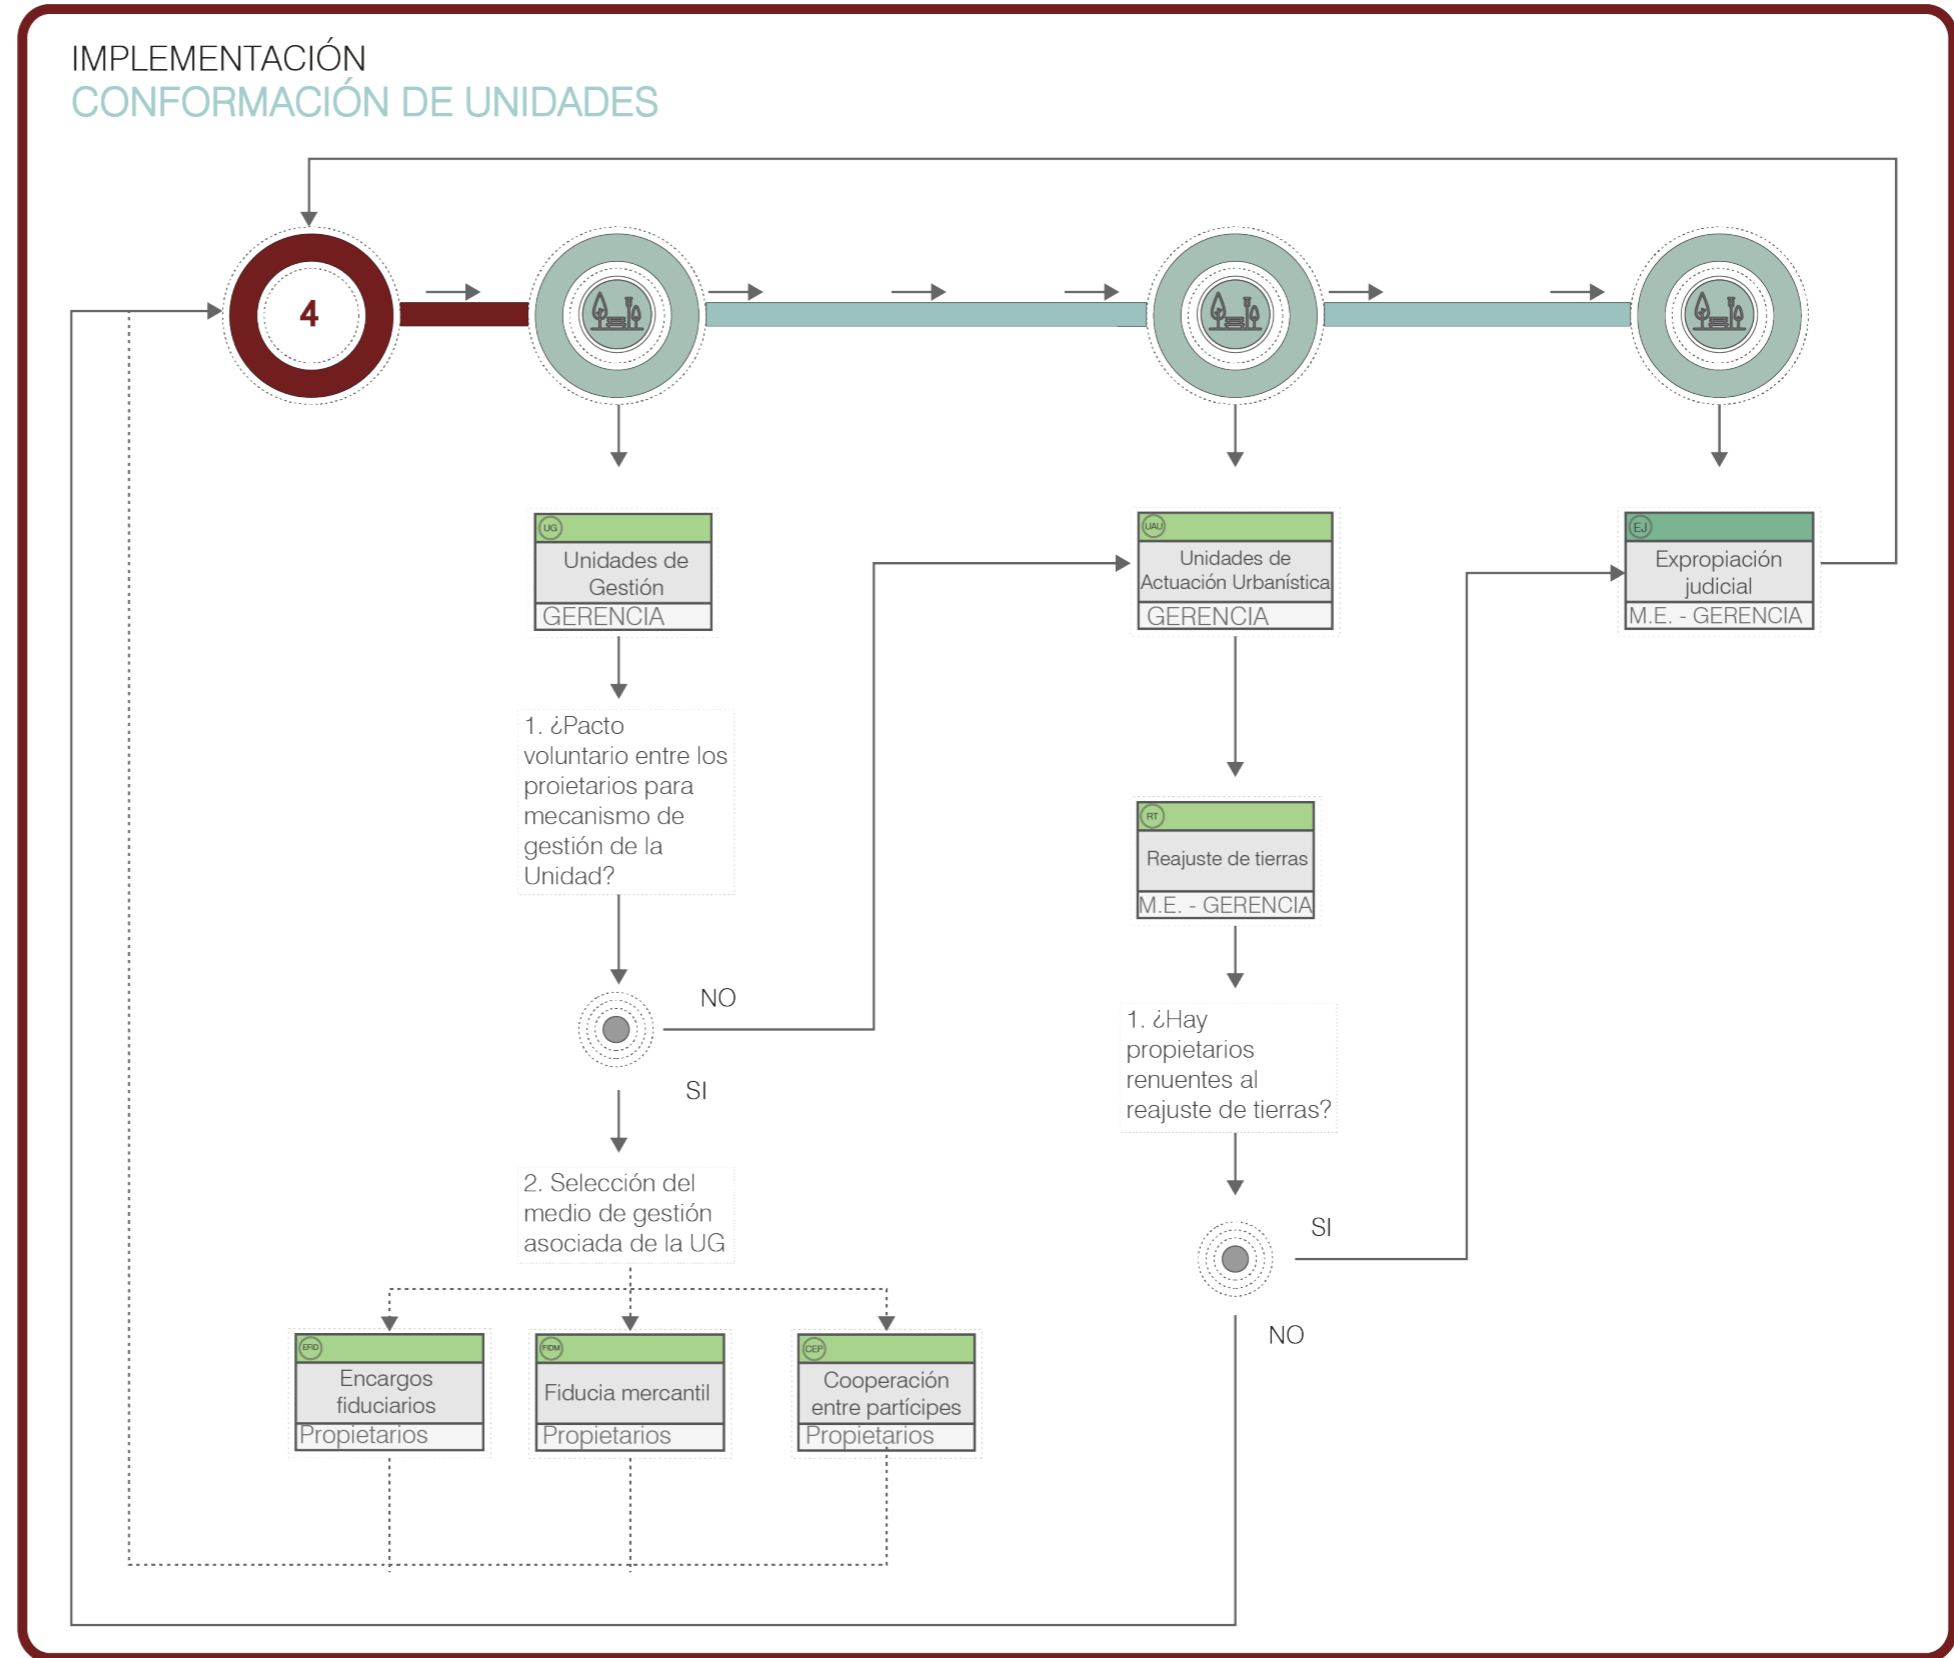 IMPLEMENTACIÓN
CONFORMACIÓN DE UNIDADES
4
UG
Unidades de
Gestión
GERENCIA
1. ¿Pacto
voluntario entre los
proietarios para
mecanismo de
gestión de la
Unidad?
NO
SI
2. Selección del
medio de gestión
asociada de la UG
EFID
Encargos
fiduciarios
Propietarios
FIDM
Fiducia mercantil
Propietarios
CEP
Cooperación
entre partícipes
Propietarios
UAU
Unidades de
Actuación Urbanística
GERENCIA
RT
Reajuste de tierras
M.E. - GERENCIA
1. ¿Hay
propietarios
renuentes al
reajuste de tierras?
SI
NO
EJ
Expropiación
judicial
M.E. - GERENCIA